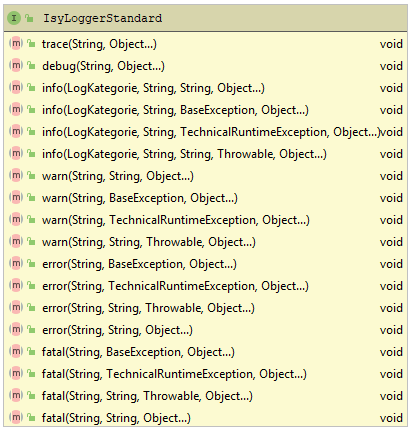 I IsyLoggerStandard
m trace(String, Object...) void
m debug(String, Object...) void
m info(LogKategorie, String, String, Object...) void
m info(LogKategorie, String, BaseException, Object...) void
m info(LogKategorie, String, TechnicalRuntimeException, Object...) void
m info(LogKategorie, String, String, Throwable, Object...) void
m warn(String, String, Object...) void
m warn(String, BaseException, Object...) void
m warn(String, TechnicalRuntimeException, Object...) void
m warn(String, String, Throwable, Object...) void
m error(String, BaseException, Object...) void
m error(String, TechnicalRuntimeException, Object...) void
m error(String, String, Throwable, Object...) void
m error(String, String, Object...) void
m fatal(String, BaseException, Object...) void
m fatal(String, TechnicalRuntimeException, Object...) void
m fatal(String, String, Throwable, Object...) void
m fatal(String, String, Object...) void